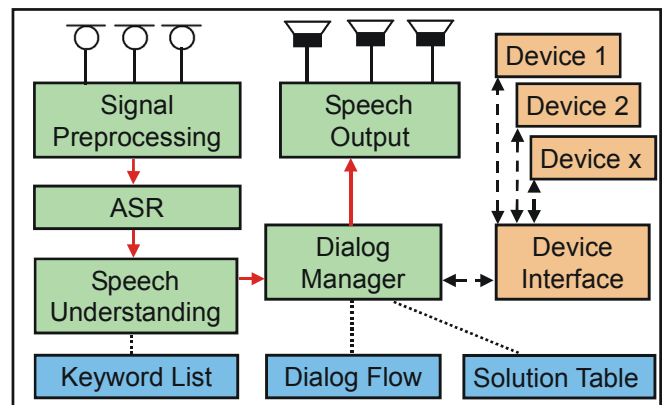 Signal
Preprocessing
Speech
Output
Device 1
Device 2
Device x
ASR
Speech
Understanding
Dialog
Manager
Device
Interface
Keyword List
Dialog Flow
Solution Table